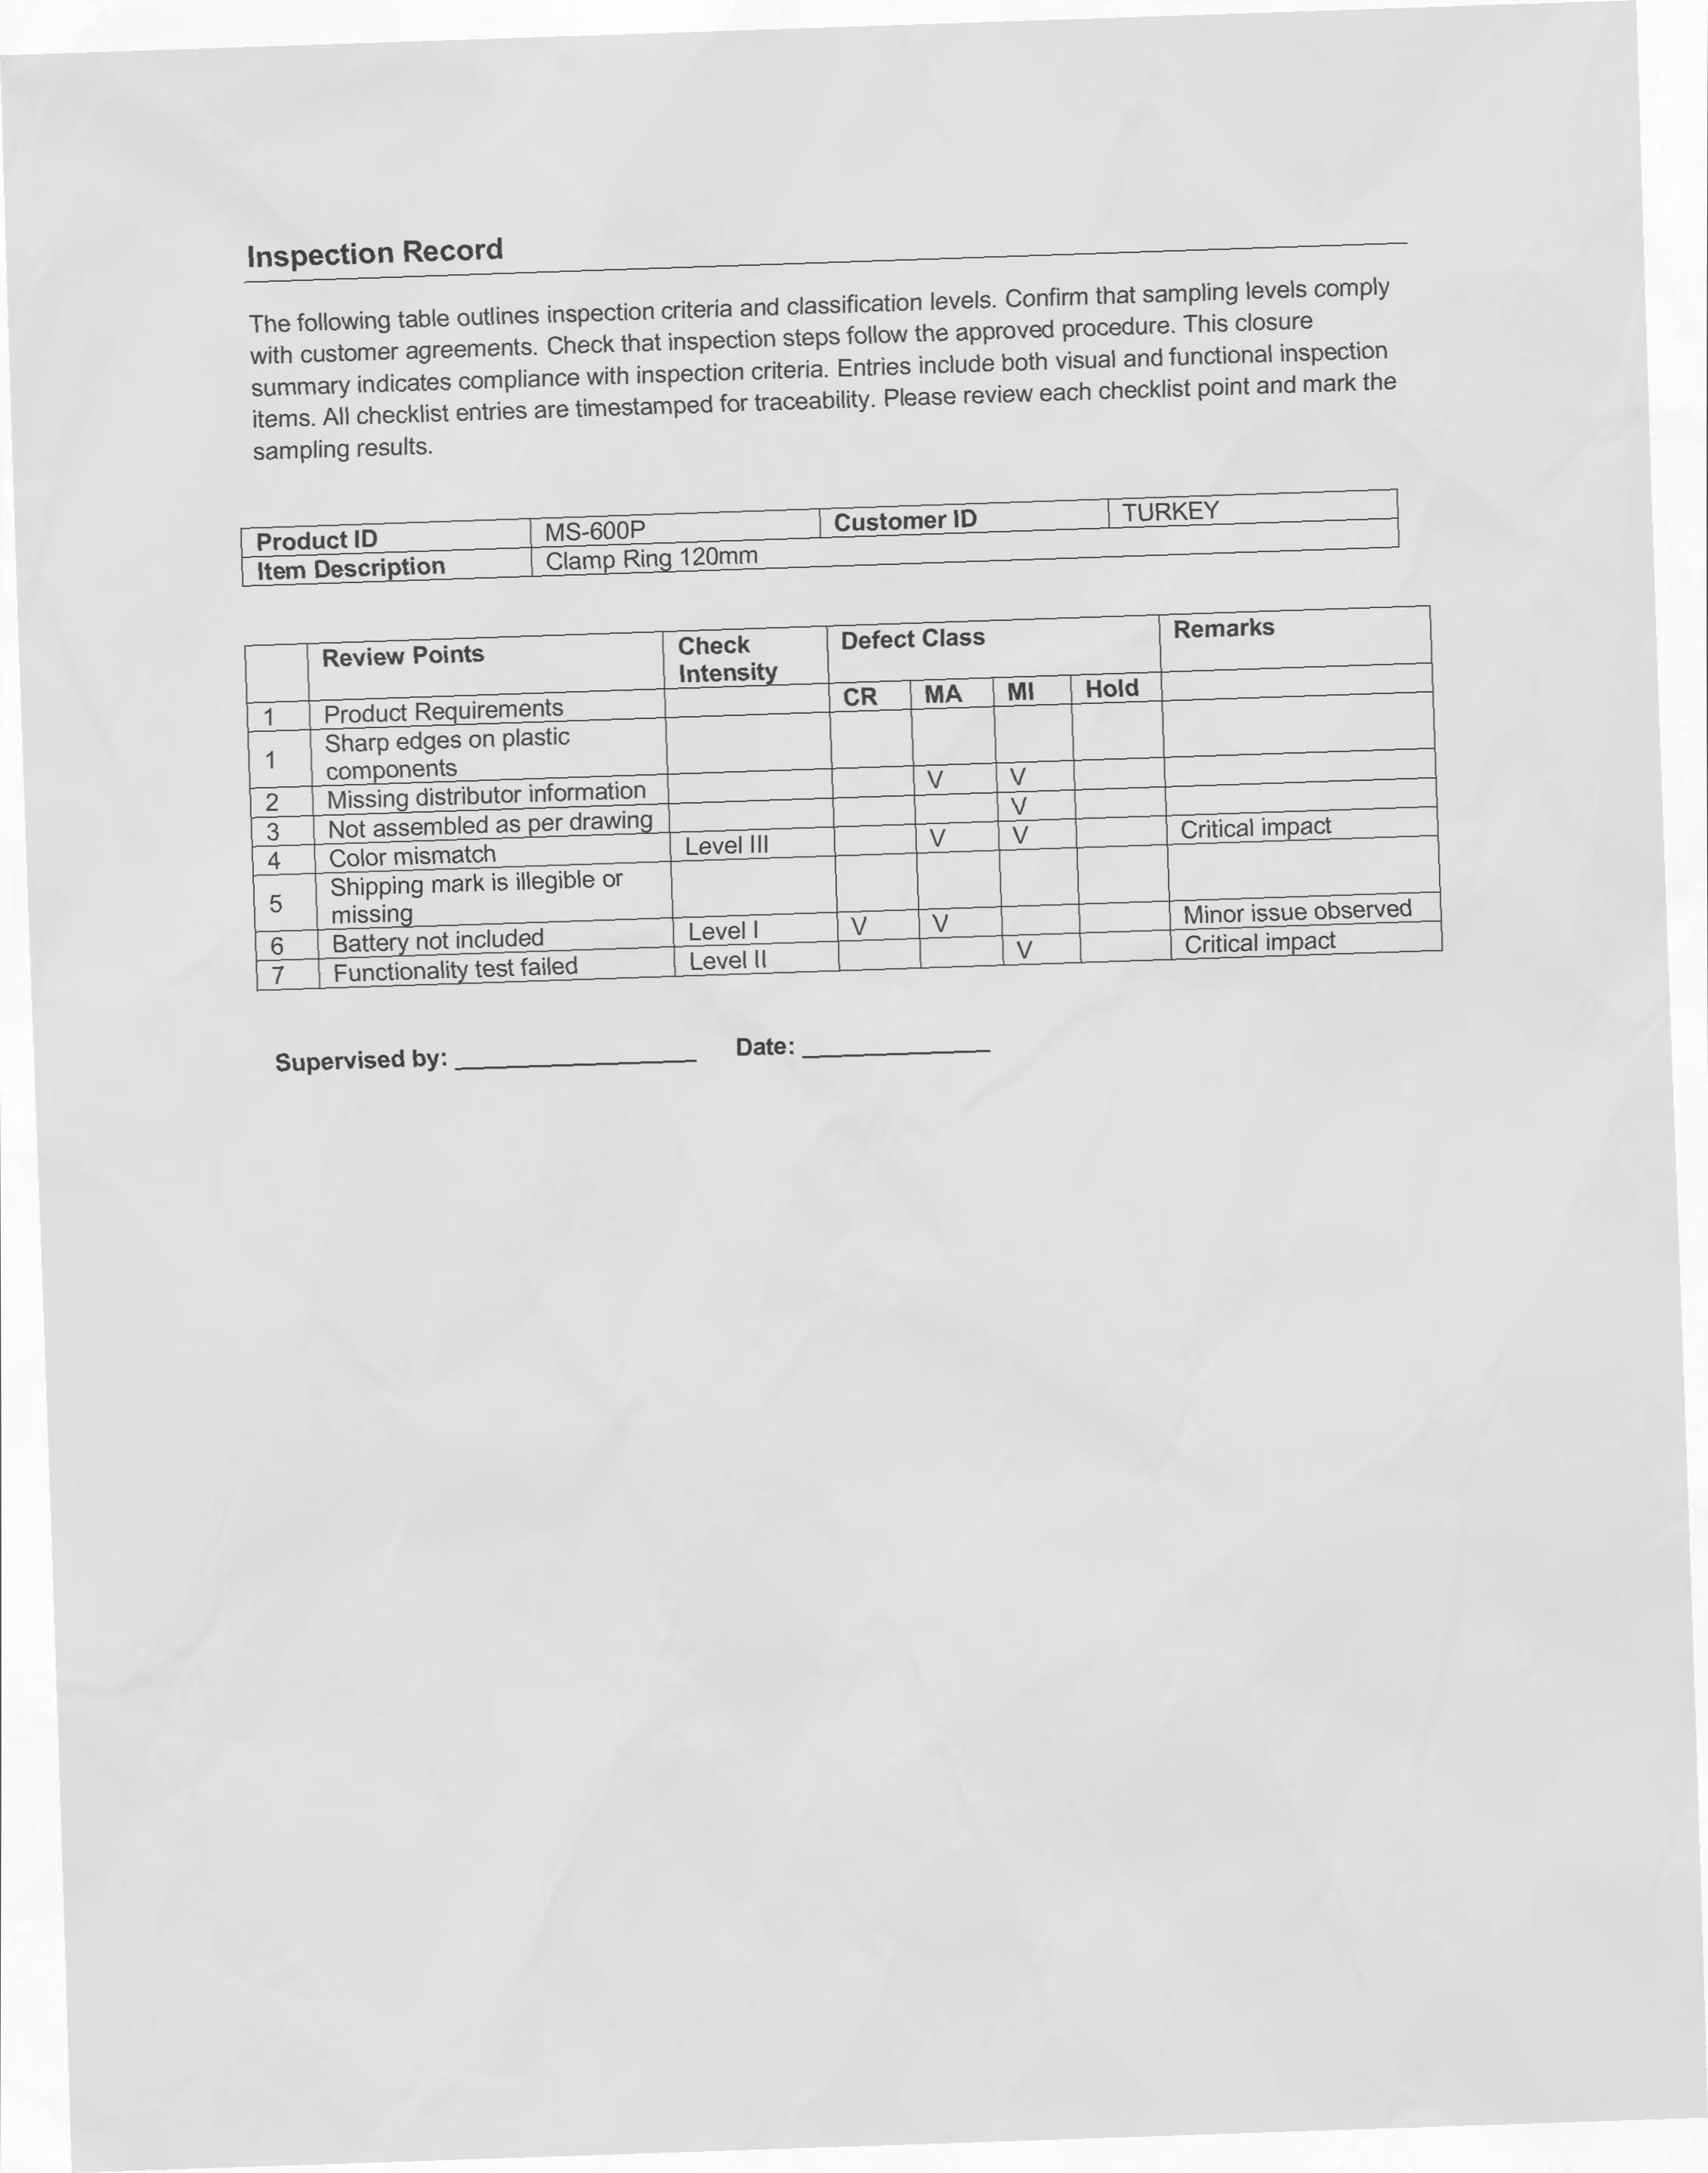 Inspection Record
The following table outlines inspection criteria and classification levels. Confirm that sampling levels comply
with customer agreements. Check that inspection steps follow the approved procedure. This closure
summary indicates compliance with inspection criteria. Entries include both visual and functional inspection
items. All checklist entries are timestamped for traceability. Please review each checklist point and mark the
sampling results.
Product ID MS-600P Customer ID TURKEY
Item Description Clamp Ring 120mm
Review Points Check Defect Class Remarks
Intensity
1 Product Requirements CR MA MI Hold
1 Sharp edges on plastic
components
2 Missing distributor information V V
3 Not assembled as per drawing V
4 Color mismatch Level III V V Critical impact
5 Shipping mark is illegible or
missing
6 Battery not included Level I V V Minor issue observed
7 Functionality test failed Level II V Critical impact
Supervised by: __________________ Date: ______________